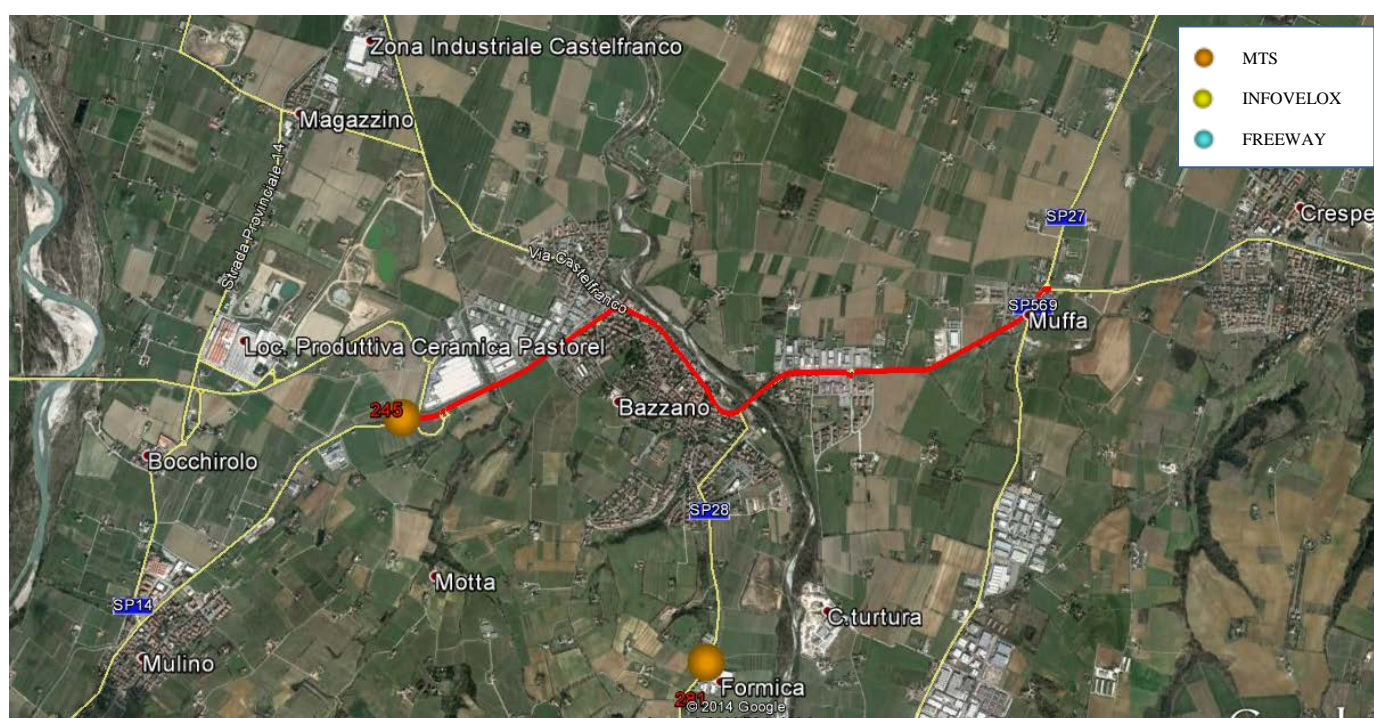 MTS
INFOVELOX
FREEWAY
Zona Industriale Castelfranco
Magazzino
Strada Provinciale 14
Via Castelfranco
SP27
Crespe
SP569
Muffa
Loc. Produttiva Ceramica Pastorel
245
Bazzano
Bocchirolo
SP28
Motta
SP14
C.turtura
Mulino
Formica
281
© 2014 Google